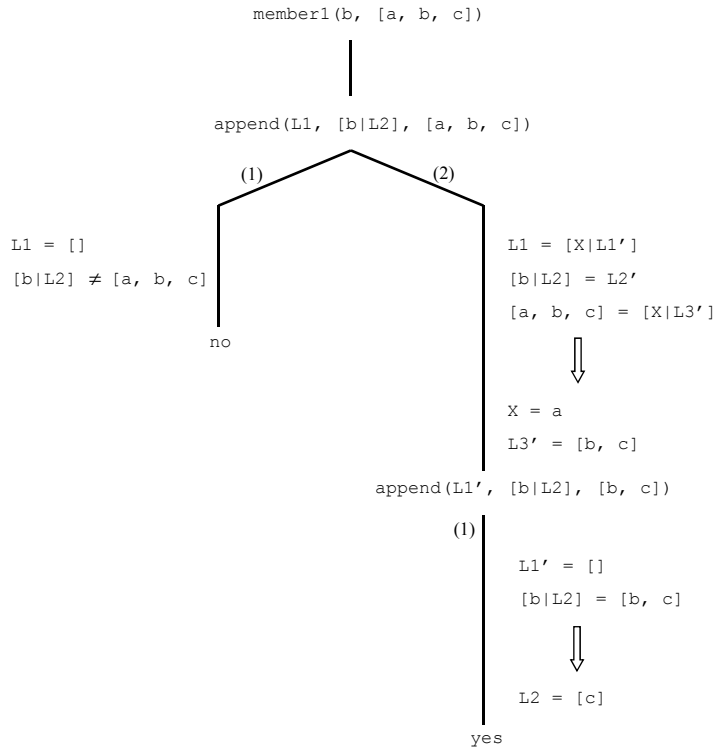 member1(b, [a, b, c])
append(L1, [b|L2], [a, b, c])
(1)
(2)
L1 = []
[b|L2] ≠ [a, b, c]
no
L1 = [X|L1’]
[b|L2] = L2’
[a, b, c] = [X|L3’]
X = a
L3’ = [b, c]
append(L1’, [b|L2], [b, c])
(1)
L1’ = []
[b|L2] = [b, c]
L2 = [c]
yes